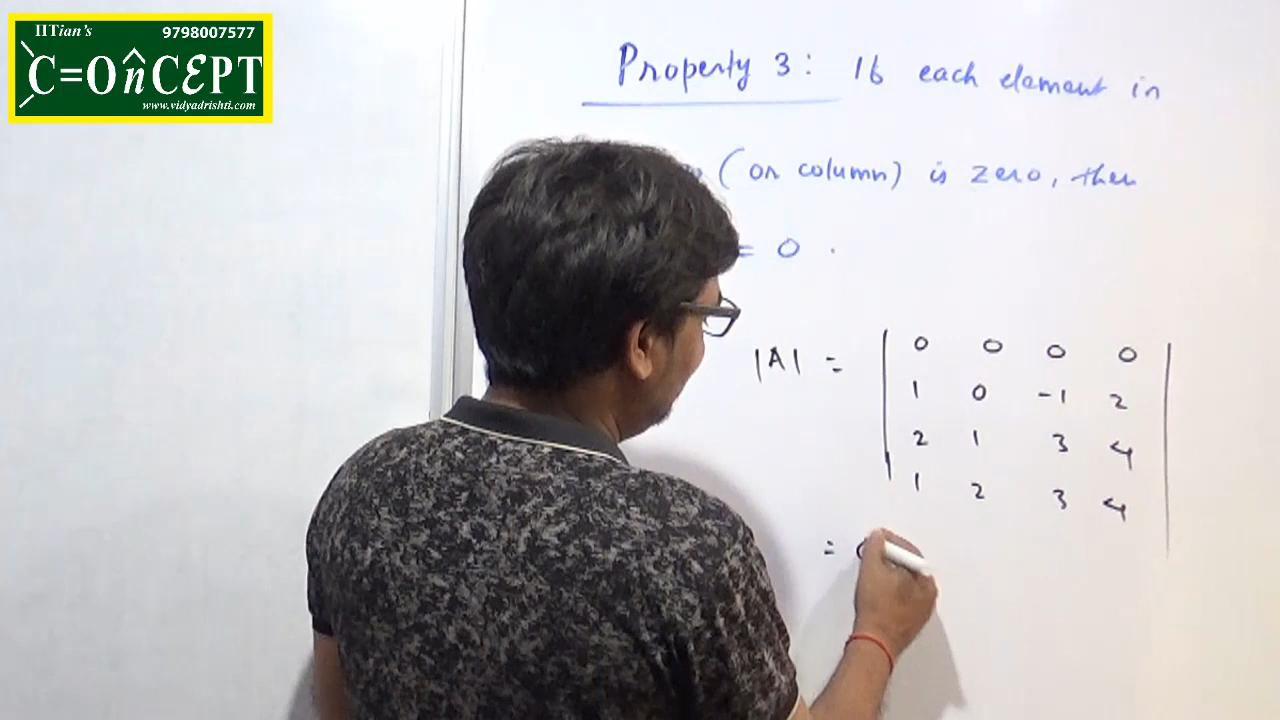 IITian's 9798007577
C=OnCEPT
www.vidyadrishti.com
Property 3: If each element in
(or column) is zero, then
= 0 .
|A| =
0 0 0 0
1 0 -1 2
2 1 3 4
1 2 3 4
=